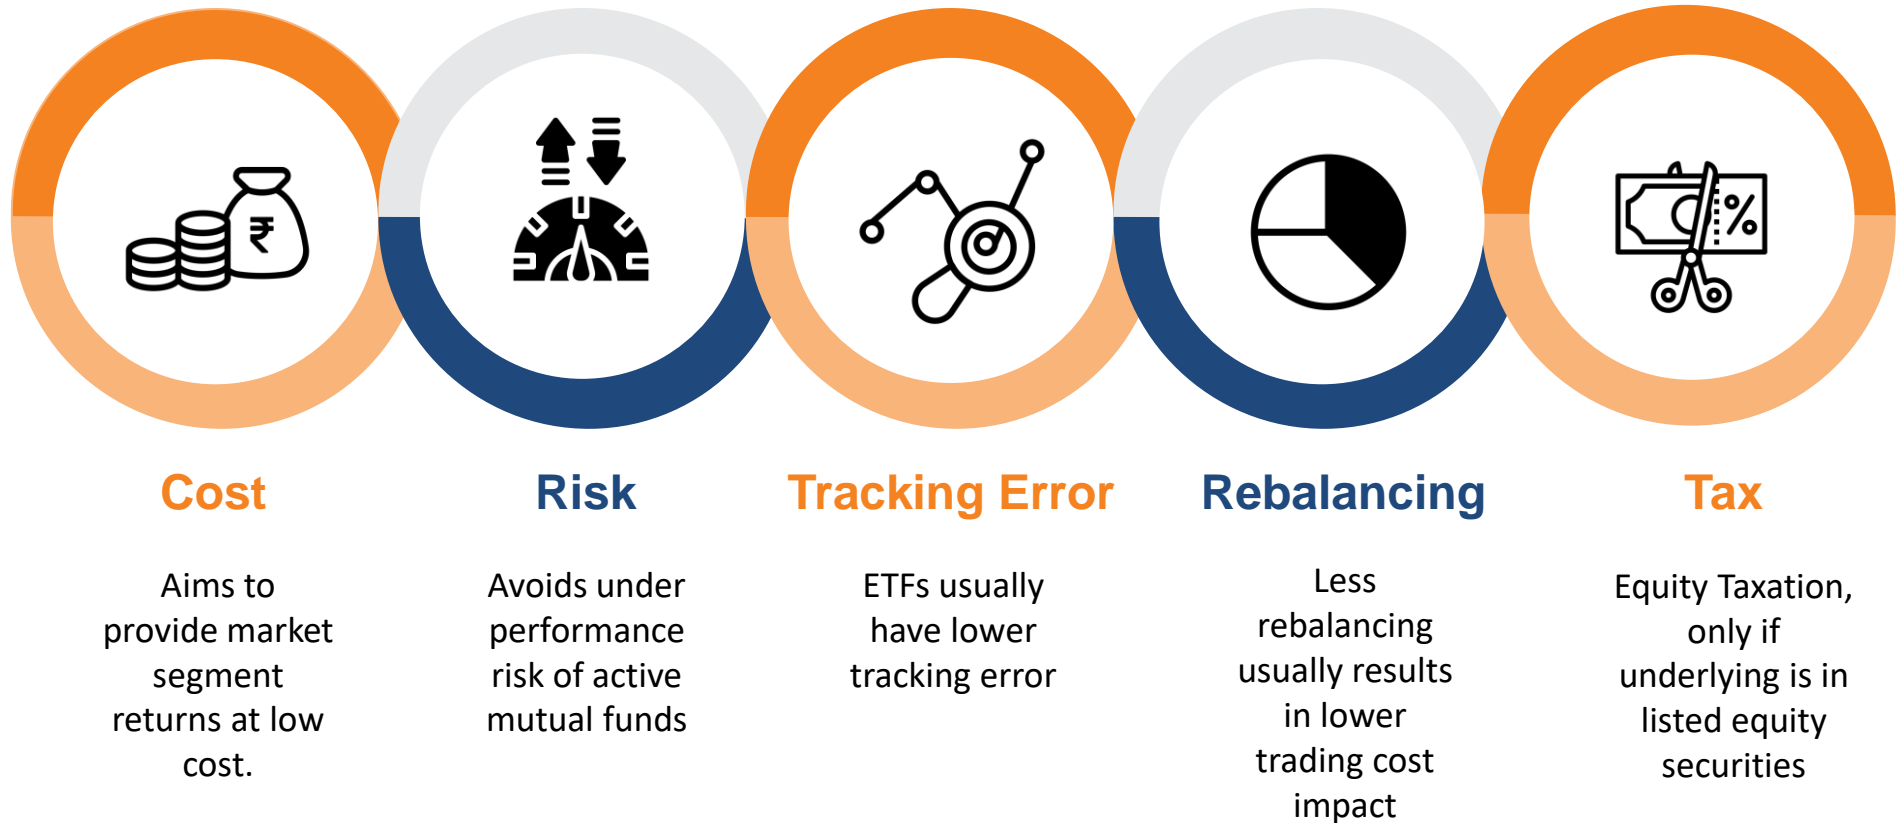 ₹
%
Cost
Aims to
provide market
segment
returns at low
cost.
Risk
Avoids under
performance
risk of active
mutual funds
Tracking Error
ETFs usually
have lower
tracking error
Rebalancing
Less
rebalancing
usually results
in lower
trading cost
impact
Tax
Equity Taxation,
only if
underlying is in
listed equity
securities